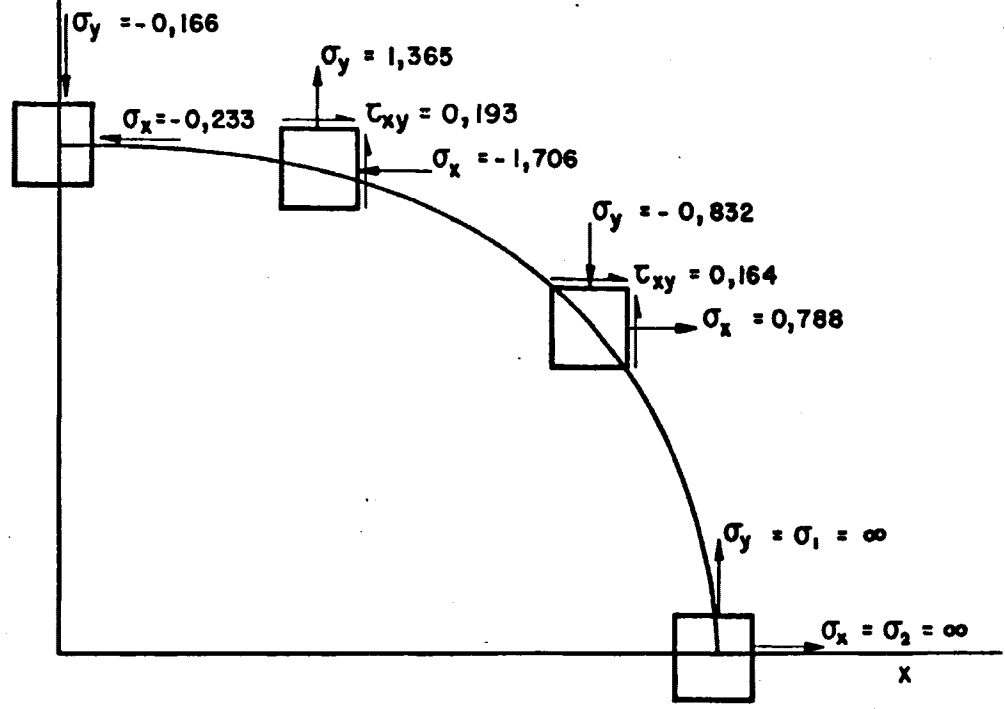 σy = -0,166
σy = 1,365
σx = -0,233
τxy = 0,193
σx = -1,706
σy = -0,832
τxy = 0,164
σx = 0,788
σy = σ1 = ∞
σx = σ2 = ∞
x